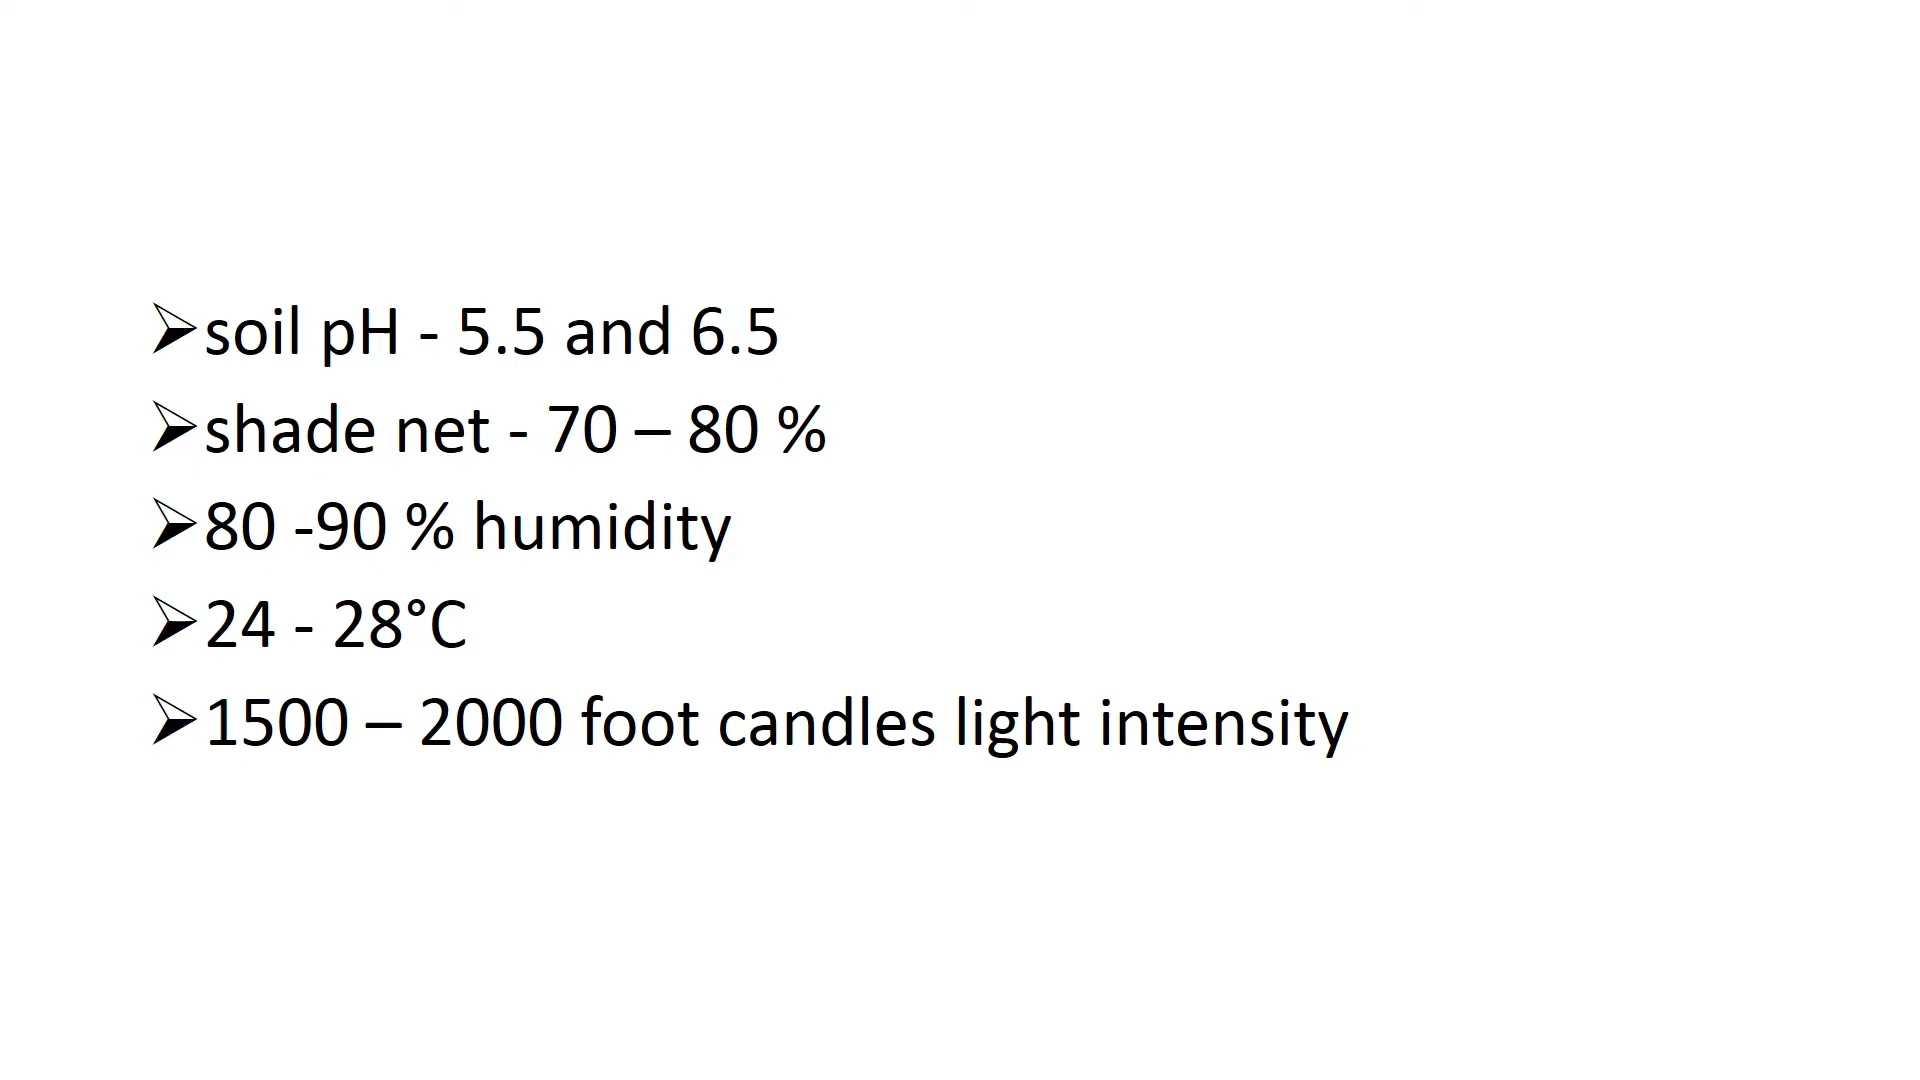 ➢soil pH - 5.5 and 6.5
➢shade net - 70 – 80 %
➢80 -90 % humidity
➢24 - 28°C
➢1500 – 2000 foot candles light intensity